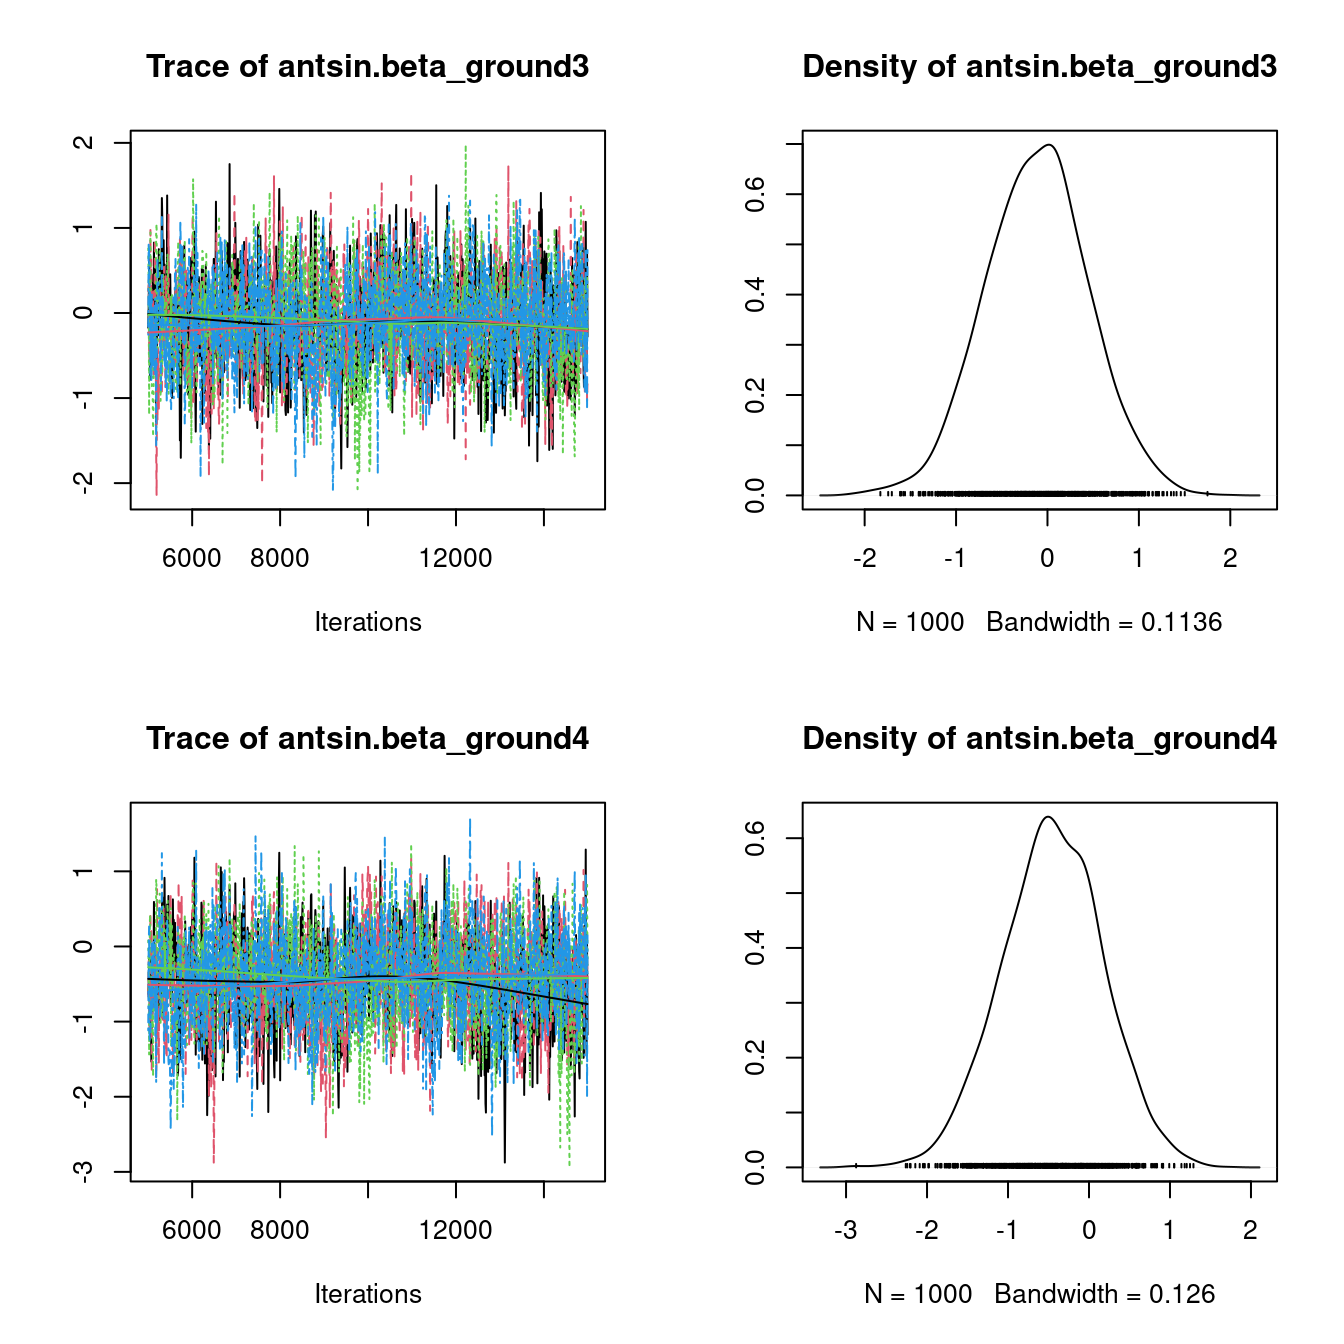 Trace of antsin.beta_ground3
2
1
0
-1
-2
6000 8000 12000
Iterations
Density of antsin.beta_ground3
0.6
0.4
0.2
0.0
-2 -1 0 1 2
N = 1000 Bandwidth = 0.1136
Trace of antsin.beta_ground4
1
0
-1
-2
-3
6000 8000 12000
Iterations
Density of antsin.beta_ground4
0.6
0.4
0.2
0.0
-3 -2 -1 0 1 2
N = 1000 Bandwidth = 0.126